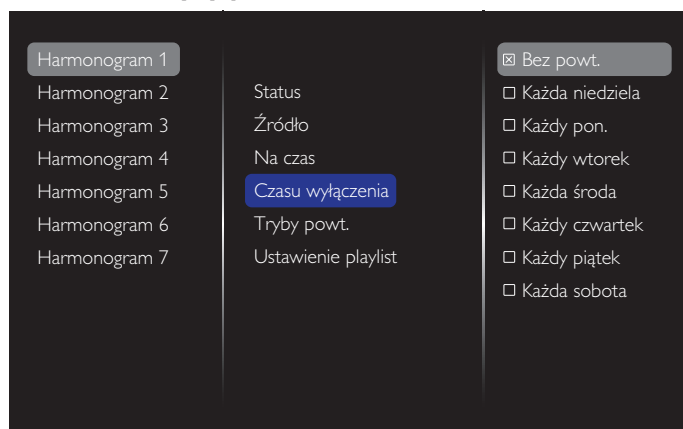 Harmonogram 1
Harmonogram 2
Harmonogram 3
Harmonogram 4
Harmonogram 5
Harmonogram 6
Harmonogram 7
Status
Źródło
Na czas
Czasu wyłączenia
Tryby powt.
Ustawienie playlist
Bez powt.
Każda niedziela
Każdy pon.
Każdy wtorek
Każda środa
Każdy czwartek
Każdy piątek
Każda sobota